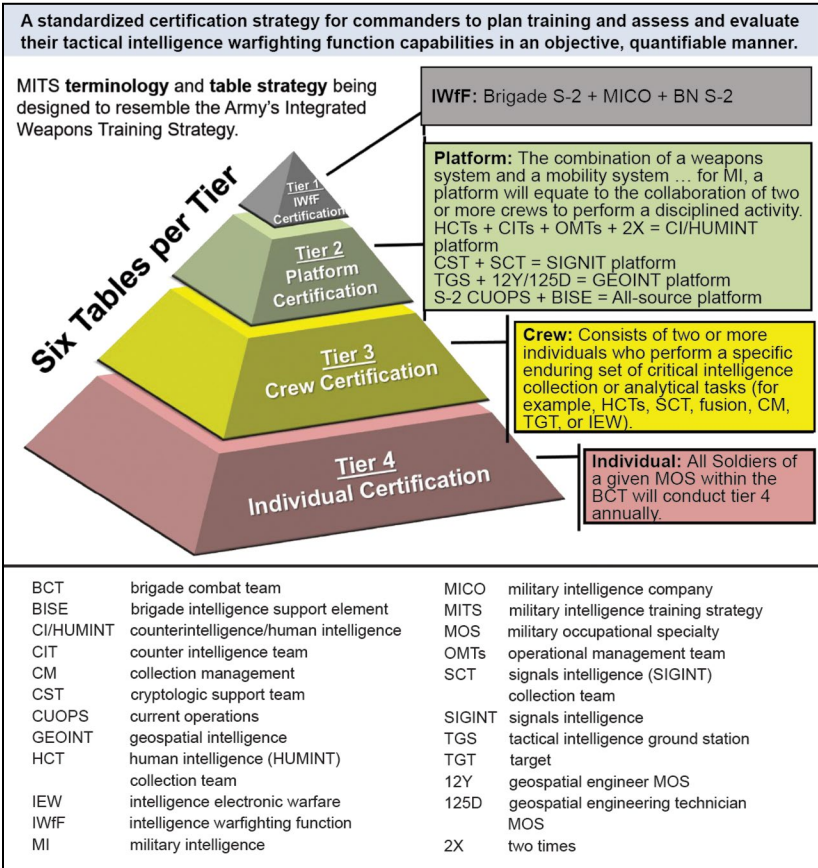 A standardized certification strategy for commanders to plan training and assess and evaluate
their tactical intelligence warfighting function capabilities in an objective, quantifiable manner.
MITS terminology and table strategy being
designed to resemble the Army's Integrated
Weapons Training Strategy.
IWfF: Brigade S-2 + MICO + BN S-2
Platform: The combination of a weapons
system and a mobility system ... for MI, a
platform will equate to the collaboration of two
or more crews to perform a disciplined activity.
HCTs + CITs + OMTs + 2X = CI/HUMINT
platform
CST + SCT = SIGNIT platform
TGS + 12Y/125D = GEOINT platform
S-2 CUOPS + BISE = All-source platform
Six Tables per Tier
Tier 1
IWfF
Certification
Tier 2
Platform
Certification
Tier 3
Crew Certification
Crew: Consists of two or more
individuals who perform a specific
enduring set of critical intelligence
collection or analytical tasks (for
example, HCTs, SCT, fusion, CM,
TGT, or IEW).
Tier 4
Individual Certification
Individual: All Soldiers of
a given MOS within the
BCT will conduct tier 4
annually.
BCT brigade combat team
BISE brigade intelligence support element
CI/HUMINT counterintelligence/human intelligence
CIT counter intelligence team
CM collection management
CST cryptologic support team
CUOPS current operations
GEOINT geospatial intelligence
HCT human intelligence (HUMINT)
collection team
IEW intelligence electronic warfare
IWfF intelligence warfighting function
MI military intelligence
MICO military intelligence company
MITS military intelligence training strategy
MOS military occupational specialty
OMTs operational management team
SCT signals intelligence (SIGINT)
collection team
SIGINT signals intelligence
TGS tactical intelligence ground station
TGT target
12Y geospatial engineer MOS
125D geospatial engineering technician
MOS
2X two times